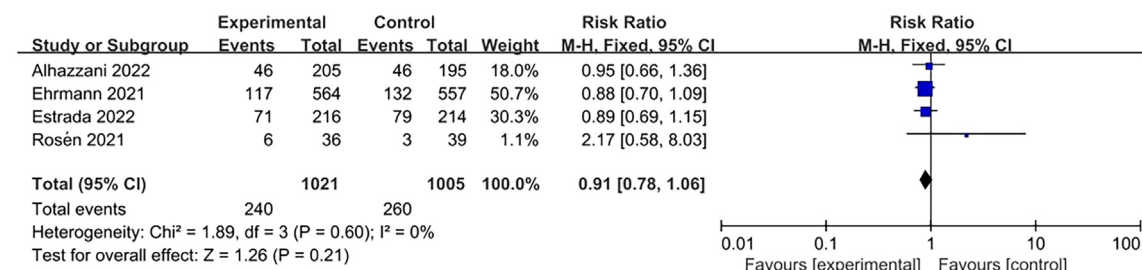 Experimental Control Risk Ratio Risk Ratio
Study or Subgroup Events Total Events Total Weight M-H, Fixed, 95% CI M-H, Fixed, 95% CI
Alhazzani 2022 46 205 46 195 18.0% 0.95 [0.66, 1.36]
Ehrmann 2021 117 564 132 557 50.7% 0.88 [0.70, 1.09]
Estrada 2022 71 216 79 214 30.3% 0.89 [0.69, 1.15]
Rosén 2021 6 36 3 39 1.1% 2.17 [0.58, 8.03]
Total (95% CI) 1021 1005 100.0% 0.91 [0.78, 1.06]
Total events 240 260
Heterogeneity: Chi² = 1.89, df = 3 (P = 0.60); I² = 0%
Test for overall effect: Z = 1.26 (P = 0.21)
0.01 0.1 1 10 100
Favours [experimental] Favours [control]